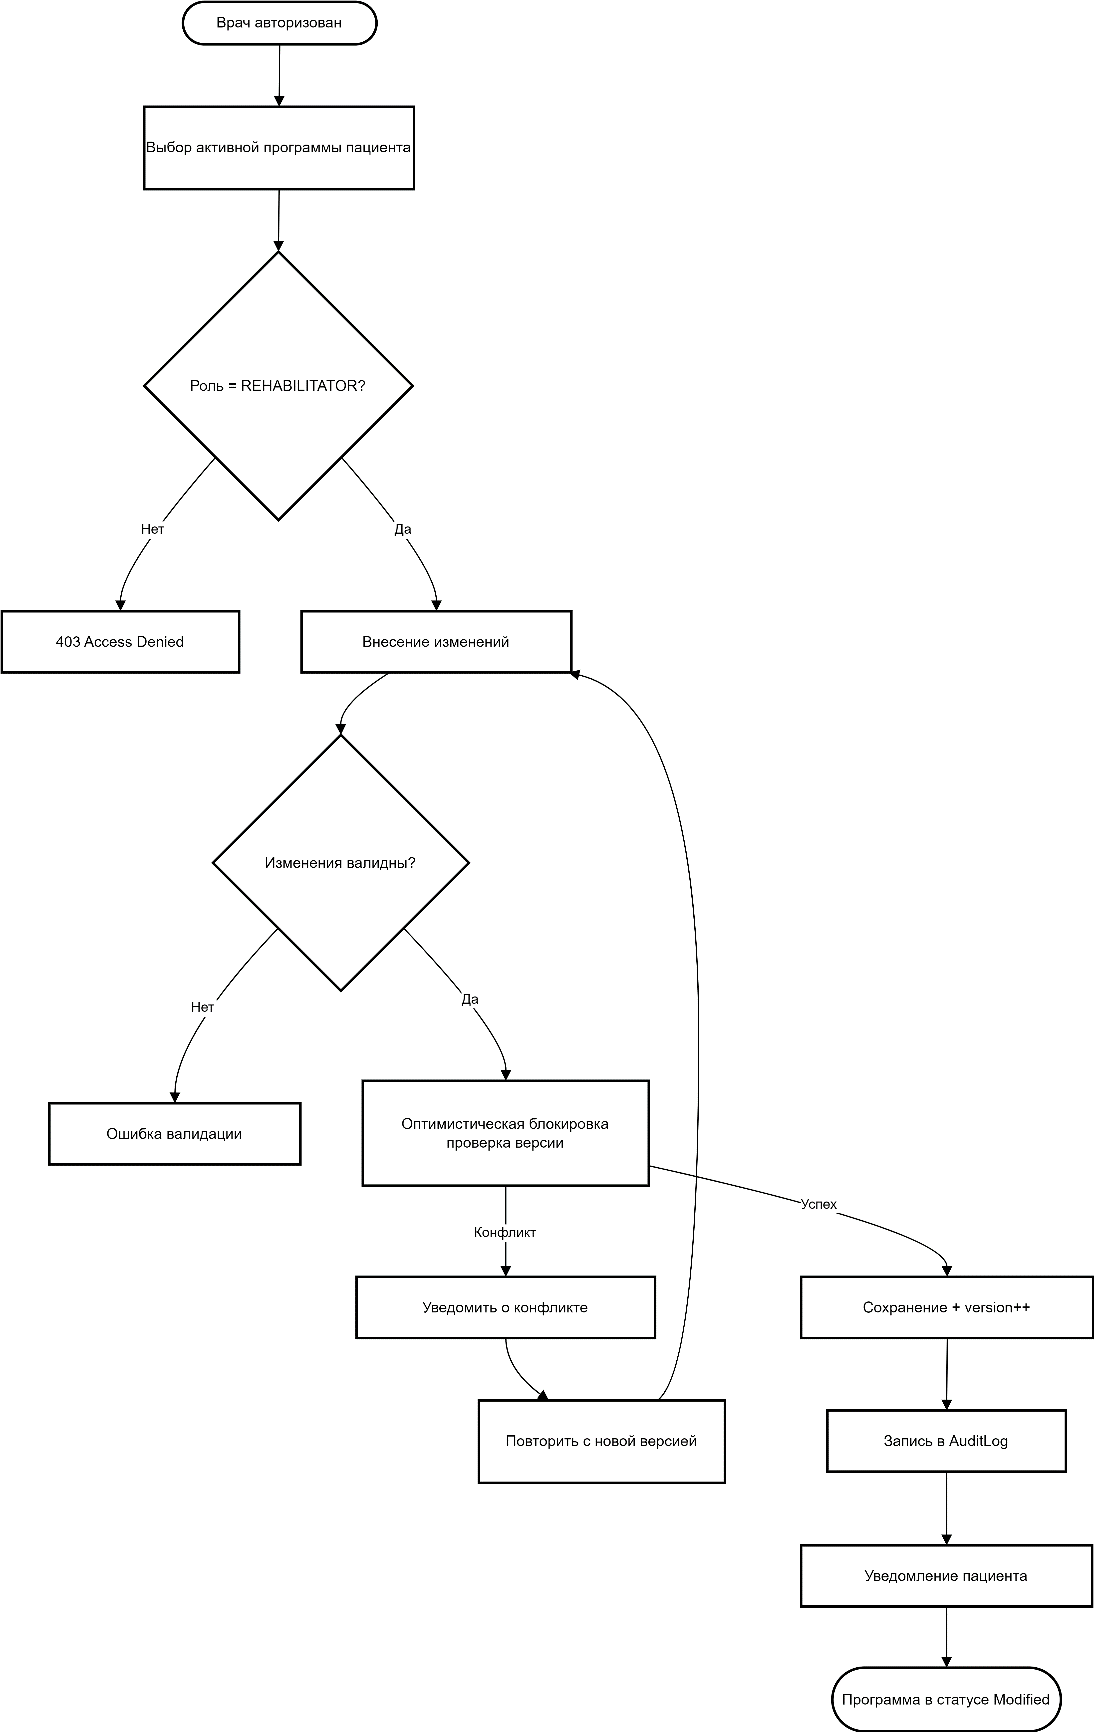 Врач авторизован
Выбор активной программы пациента
Роль = REHABILITATOR?
Нет
Да
403 Access Denied
Внесение изменений
Изменения валидны?
Нет
Да
Ошибка валидации
Оптимистическая блокировка
проверка версии
Успех
Конфликт
Уведомить о конфликте
Сохранение + version++
Повторить с новой версией
Запись в AuditLog
Уведомление пациента
Программа в статусе Modified